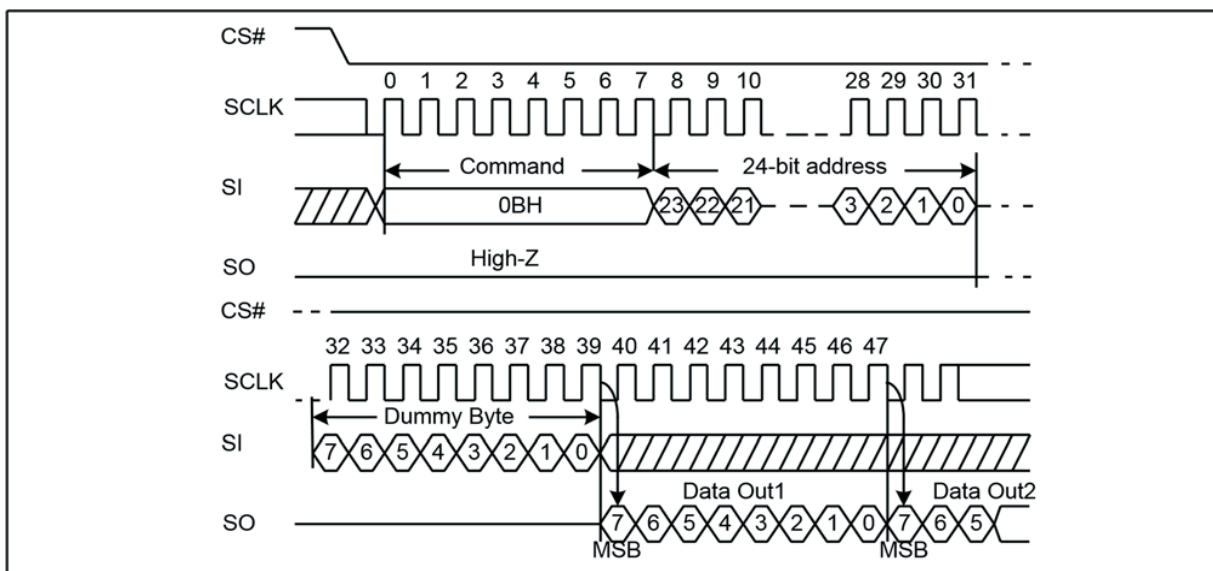 CS#
0 1 2 3 4 5 6 7 8 9 10 28 29 30 31
SCLK
Command 24-bit address
SI
0BH 23 22 21 3 2 1 0
High-Z
SO
CS#
32 33 34 35 36 37 38 39 40 41 42 43 44 45 46 47
SCLK
Dummy Byte
SI
7 6 5 4 3 2 1 0
Data Out1 Data Out2
SO
7 6 5 4 3 2 1 0 7 6 5
MSB MSB